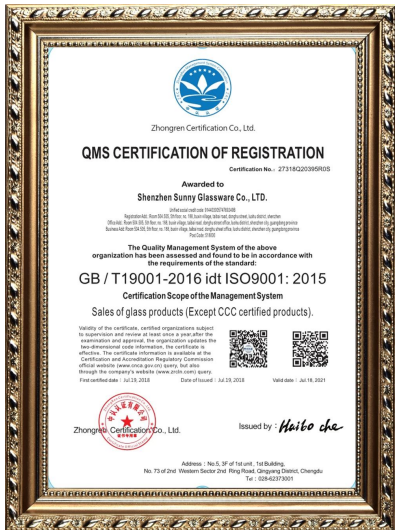 Zhongren Certification Co., Ltd.
QMS CERTIFICATION OF REGISTRATION
Certification No.: 27318Q20395R0S
Awarded to
Shenzhen Sunny Glassware Co., LTD.
The Quality Management System of the above
organization has been assessed and found to be in accordance with
the requirements of the standard:
GB / T19001-2016 idt ISO9001: 2015
Certification Scope of the Management System
Sales of glass products (Except CCC certified products).
Validity of the certificate, certified organizations subject
to supervision and review at least once a year, after the
examination and approval, the organization updates the
two-dimensional code information, the certificate is
effective. The certificate information is available at the
Certification and Accreditation Regulatory Commission
official website (www.cnca.gov.cn) query, but also
through the company's website (www.zrctx.com) query.
First certified date : Jul,19, 2018 Date of Issued : Jul,19, 2018 Valid date : Jul 18, 2021
Zhongren Certification Co., Ltd.
Issued by : Haibo che
Address : No.5, 3F of 1st unit , 1st Building,
No. 73 of 2nd Western Sector 2nd Ring Road, Qingyang District, Chengdu
Tel : 028-62373001